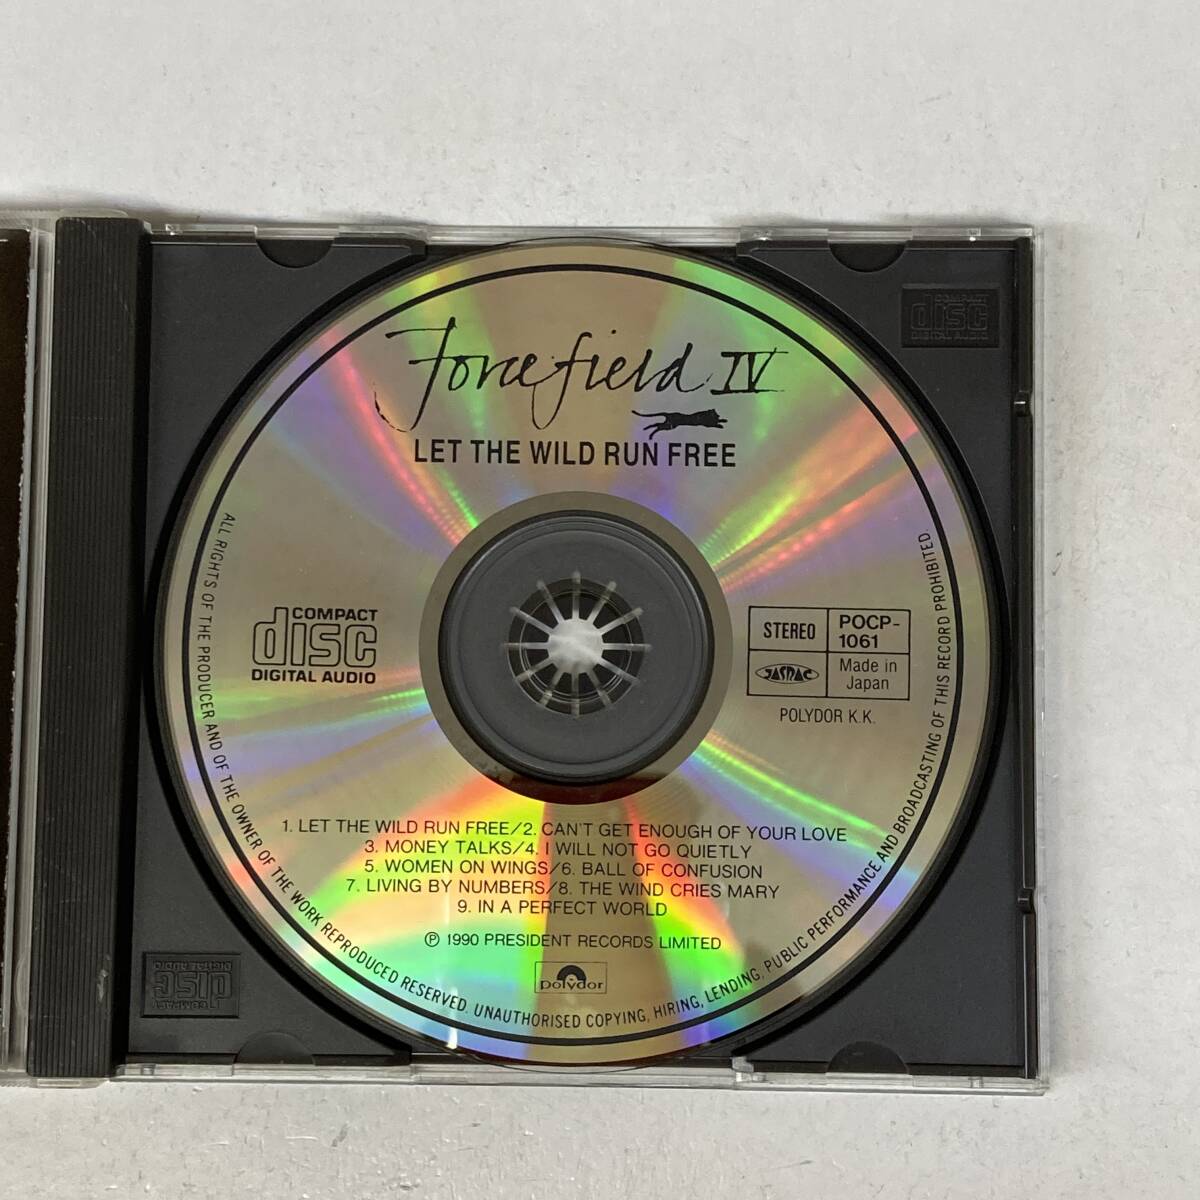 Forcefield IV
LET THE WILD RUN FREE
COMPACT
disc
DIGITAL AUDIO
STEREO
POCP-
1061
JASRAC
Made in
Japan
POLYDOR K.K.
1. LET THE WILD RUN FREE/2. CAN'T GET ENOUGH OF YOUR LOVE
3. MONEY TALKS/4. I WILL NOT GO QUIETLY
5. WOMEN ON WINGS/6. BALL OF CONFUSION
7. LIVING BY NUMBERS/8. THE WIND CRIES MARY
9. IN A PERFECT WORLD
Ⓟ 1990 PRESIDENT RECORDS LIMITED
polydor
ALL RIGHTS OF THE PRODUCER AND OF THE OWNER OF THE WORK REPRODUCED RESERVED. UNAUTHORISED COPYING, HIRING, LENDING, PUBLIC PERFORMANCE AND BROADCASTING OF THIS RECORD PROHIBITED.
COMPACT
disc
DIGITAL AUDIO
COMPACT
disc
DIGITAL AUDIO